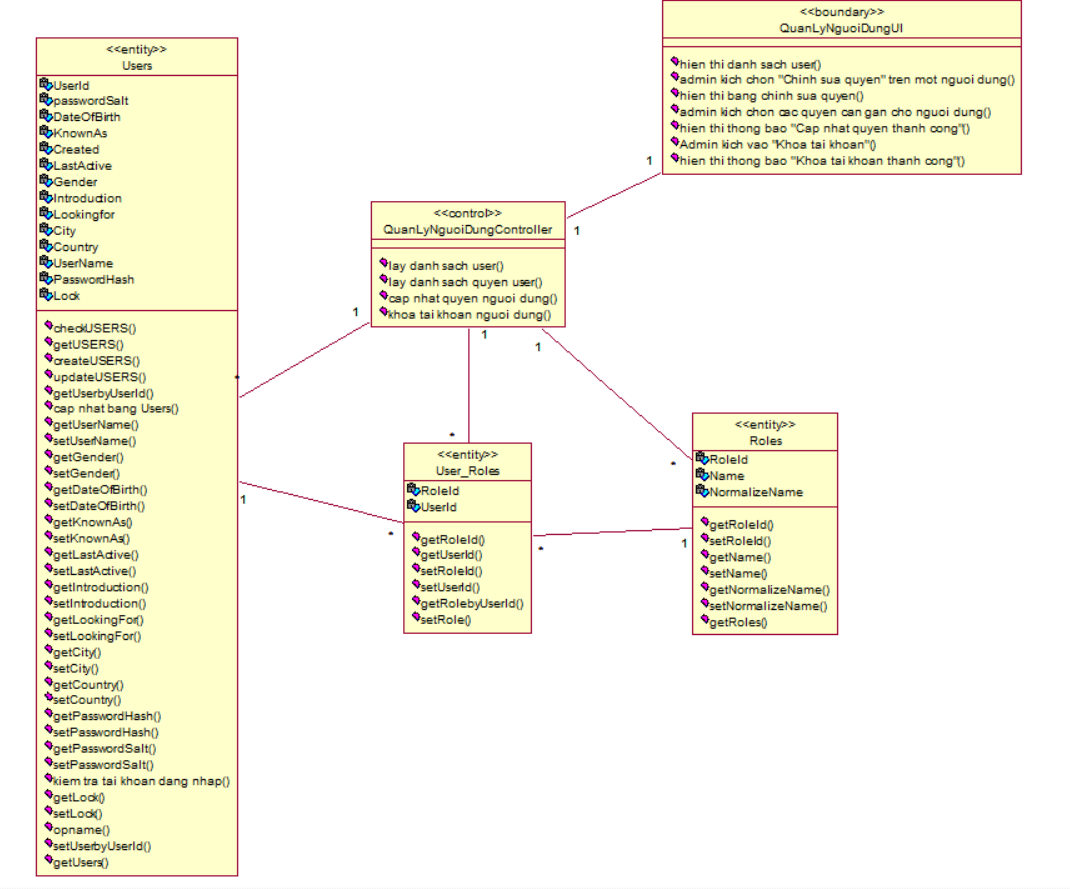 <<boundary>>
QuanLyNguoiDungUI
hien thi danh sach user()
admin kich chon "Chinh sua quyen" tren mot nguoi dung()
hien thi bang chinh sua quyen()
admin kich chon cac quyen can gan cho nguoi dung()
hien thi thong bao "Cap nhat quyen thanh cong"()
Admin kich vao "Khoa tai khoan"()
hien thi thong bao "Khoa tai khoan thanh cong"()
<<entity>>
Users
UserId
passwordSalt
DateOfBirth
KnownAs
Created
LastActive
Gender
Introduction
Lookingfor
City
Country
UserName
PasswordHash
Lock
checkUSERS()
getUSERS()
createUSERS()
updateUSERS()
getUserbyUserId()
cap nhat bang Users()
getUserName()
setUserName()
getGender()
setGender()
getDateOfBirth()
setDateOfBirth()
getKnownAs()
setKnownAs()
getLastActive()
setLastActive()
getIntroduction()
setIntroduction()
getLookingFor()
setLookingFor()
getCity()
setCity()
getCountry()
setCountry()
getPasswordHash()
setPasswordHash()
getPasswordSalt()
setPasswordSalt()
kiem tra tai khoan dang nhap()
getLock()
setLock()
opname()
setUserbyUserId()
getUsers()
<<control>>
QuanLyNguoiDungController
lay danh sach user()
lay danh sach quyen user()
cap nhat quyen nguoi dung()
khoa tai khoan nguoi dung()
1
1
1
*
1
*
1
*
1
*
*
1
<<entity>>
User_Roles
RoleId
UserId
getRoleId()
getUserId()
setRoleId()
setUserId()
getRolebyUserId()
setRole()
<<entity>>
Roles
RoleId
Name
NormalizeName
getRoleId()
setRoleId()
getName()
setName()
getNormalizeName()
setNormalizeName()
getRoles()